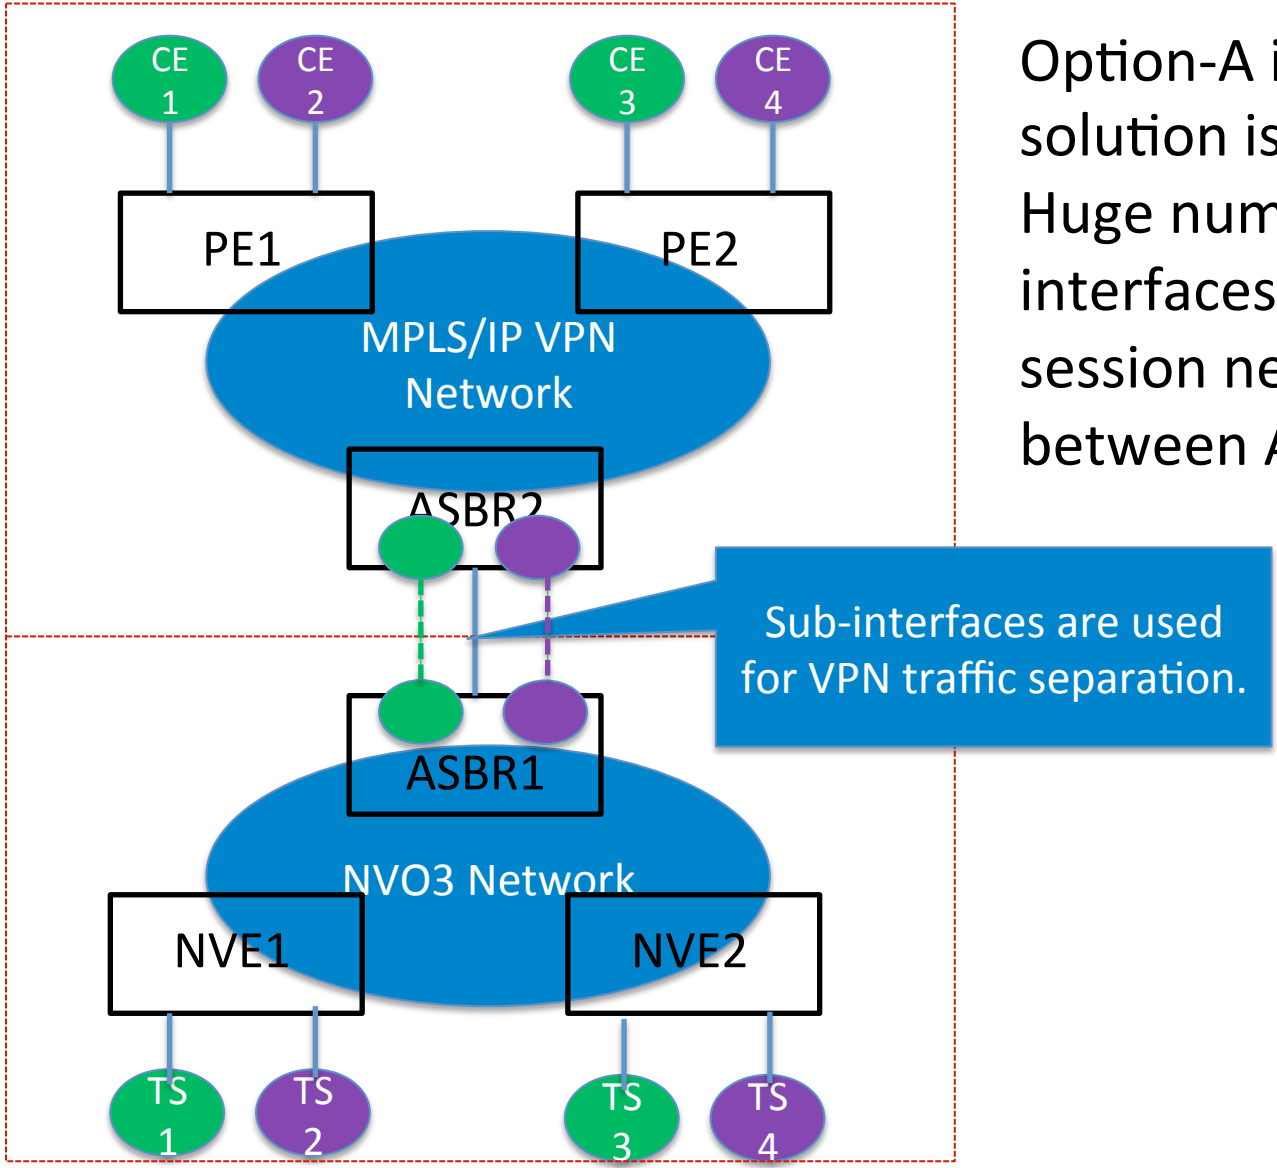 CE
1
CE
2
CE
3
CE
4
PE1
PE2
MPLS/IP VPN
Network
ASBR2
Sub-interfaces are used
for VPN traffic separation.
ASBR1
NVO3 Network
NVE1
NVE2
TS
1
TS
2
TS
3
TS
4
Option-A
solution is
Huge
interfaces
session
between